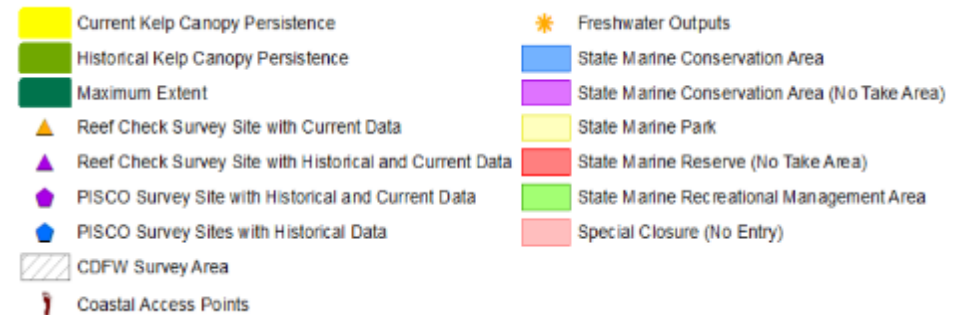 Current Kelp Canopy Persistence
Historical Kelp Canopy Persistence
Maximum Extent
Reef Check Survey Site with Current Data
Reef Check Survey Site with Historical and Current Data
PISCO Survey Site with Historical and Current Data
PISCO Survey Sites with Historical Data
CDFW Survey Area
Coastal Access Points
Freshwater Outputs
State Marine Conservation Area
State Marine Conservation Area (No Take Area)
State Marine Park
State Marine Reserve (No Take Area)
State Marine Recreational Management Area
Special Closure (No Entry)